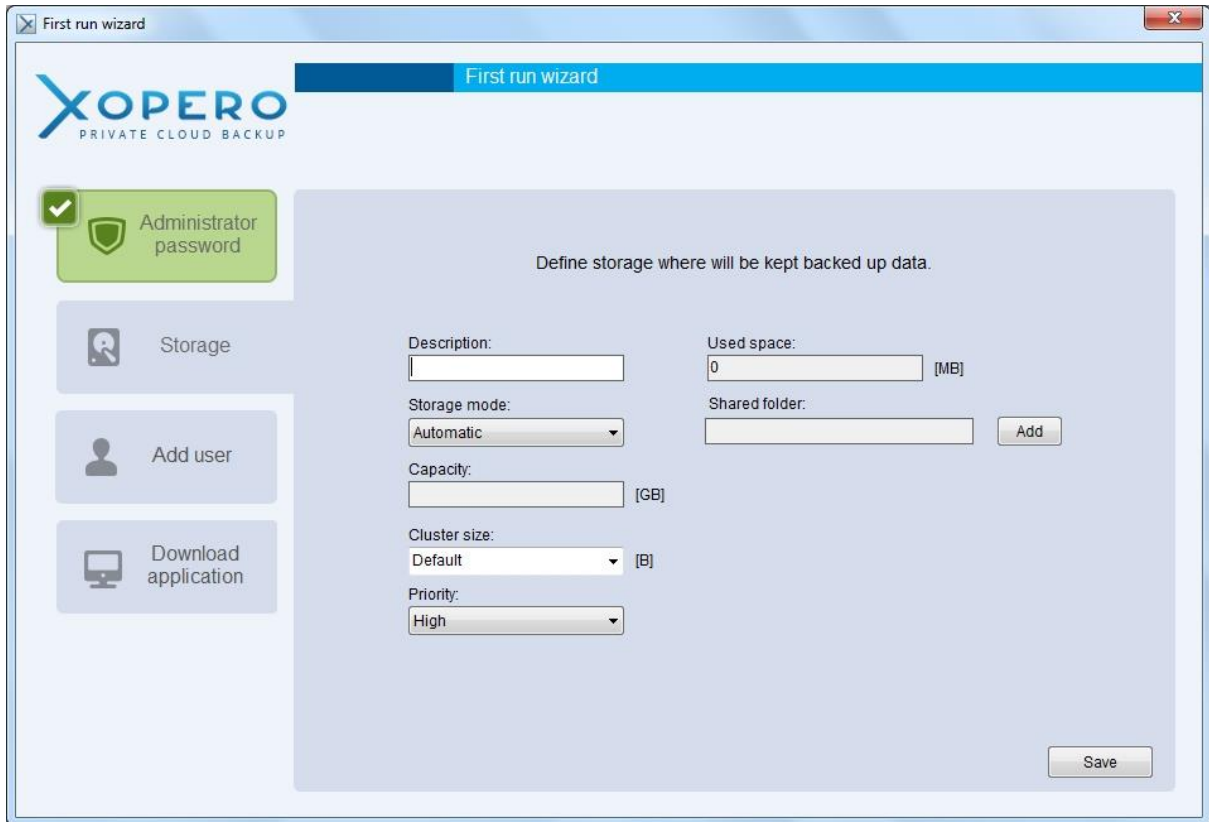 First run wizard
First run wizard
XOPERO
PRIVATE CLOUD BACKUP
Administrator
password
Storage
Add user
Download
application
Define storage where will be kept backed up data.
Description:
Used space:
0
[MB]
Storage mode:
Automatic
Shared folder:
Add
Capacity:
[GB]
Cluster size:
Default
[B]
Priority:
High
Save